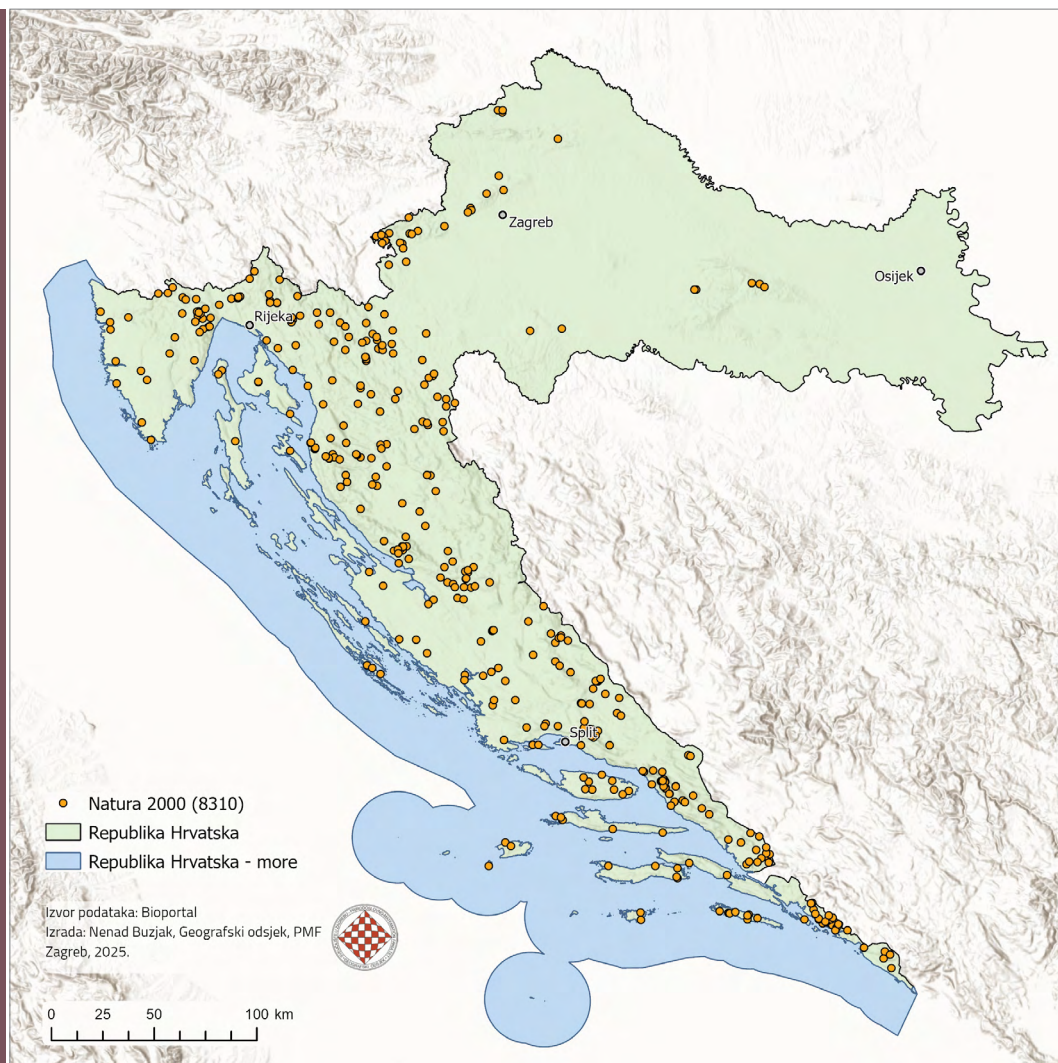 Zagreb
Osijek
Rijeka
Split
Natura 2000 (8310)
Republika Hrvatska
Republika Hrvatska - more
Izvor podataka: Bioportal
Izrada: Nenad Buzjak, Geografski odsjek, PMF
Zagreb, 2025.
0 25 50 100 km